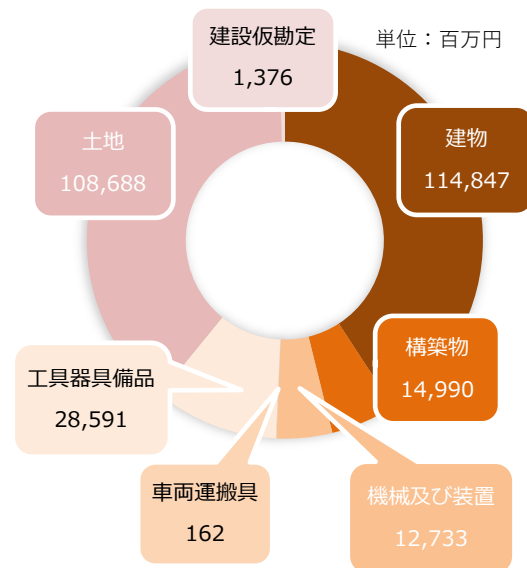 建設仮勘定
1,376
単位：百万円
土地
108,688
建物
114,847
構築物
14,990
工具器具備品
28,591
車両運搬具
162
機械及び装置
12,733